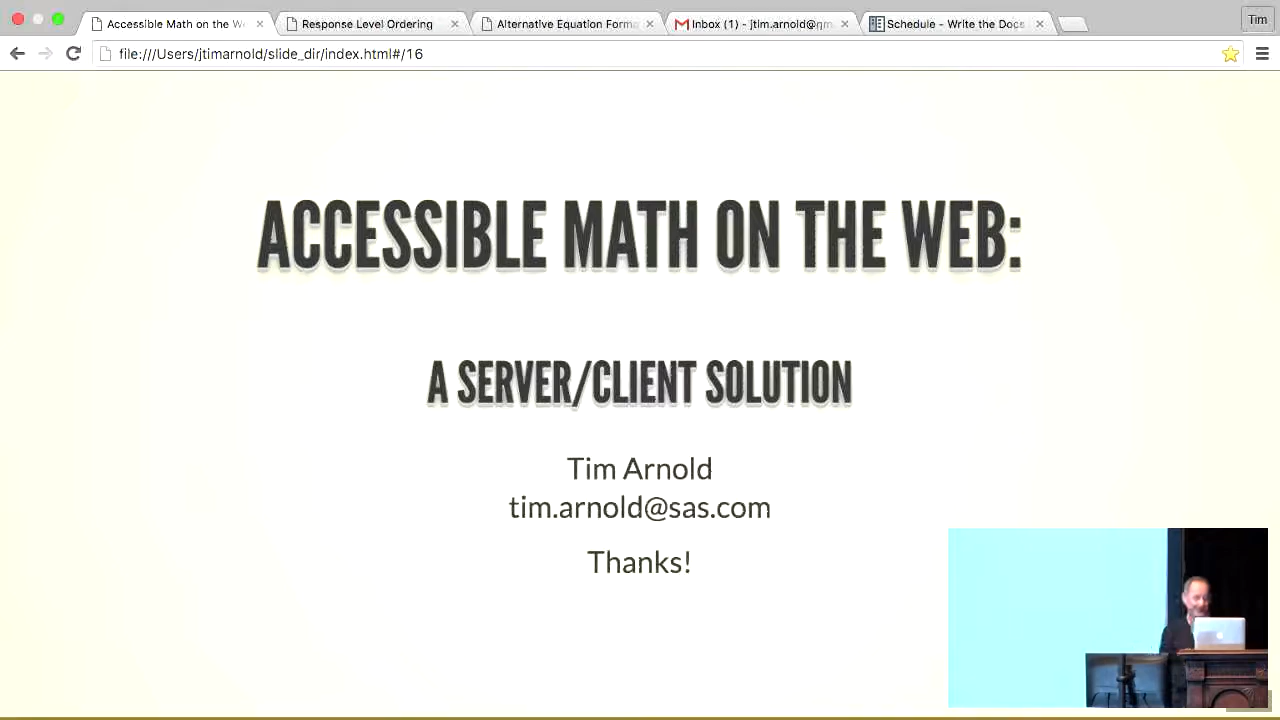 Accessible Math on the W
Response Level Ordering
Alternative Equation Forma
Inbox (1) - jtim.arnold@gm
Schedule - Write the Docs
Tim
file:///Users/jtimarnold/slide_dir/index.html#/16
ACCESSIBLE MATH ON THE WEB:
A SERVER/CLIENT SOLUTION
Tim Arnold
tim.arnold@sas.com
Thanks!